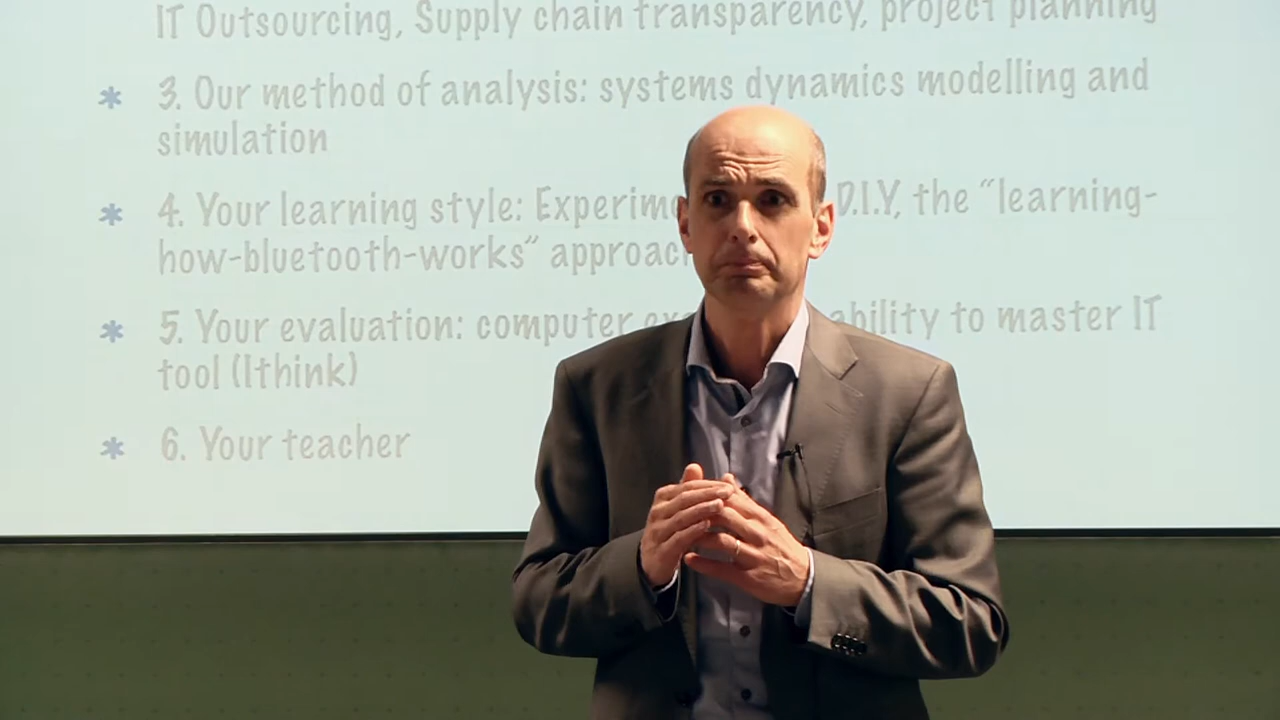 IT Outsourcing, Supply chain transparency, project planning
* 3. Our method of analysis: systems dynamics modelling and
simulation
* 4. Your learning style: Experim D.I.Y, the “learning-
how-bluetooth-works” approac
* 5. Your evaluation: computer ex ability to master IT
tool (Ithink)
* 6. Your teacher